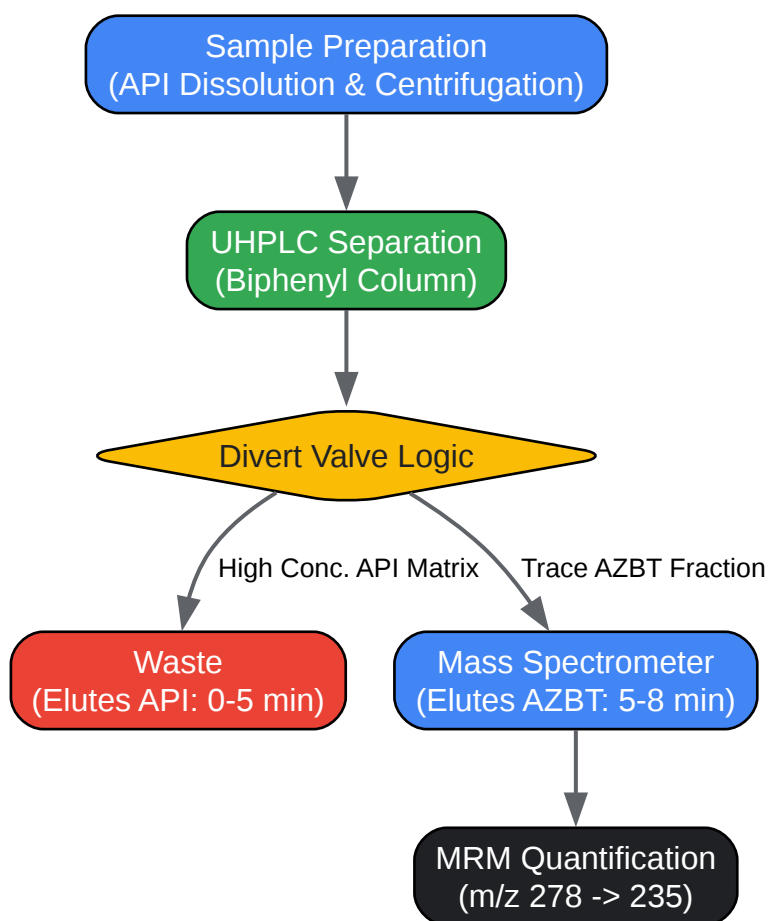 Sample Preparation
(API Dissolution & Centrifugation)
UHPLC Separation
(Biphenyl Column)
Divert Valve Logic
High Conc. API Matrix
Trace AZBT Fraction
Waste
(Elutes API: 0-5 min)
Mass Spectrometer
(Elutes AZBT: 5-8 min)
MRM Quantification
(m/z 278 -> 235)